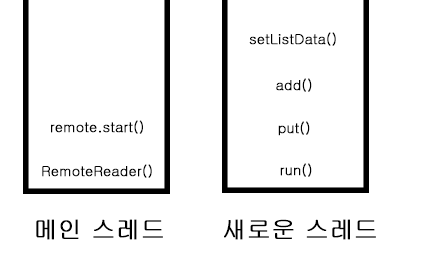 remote.start()
RemoteReader()
메인 스레드
setListData()
add()
put()
run()
새로운 스레드